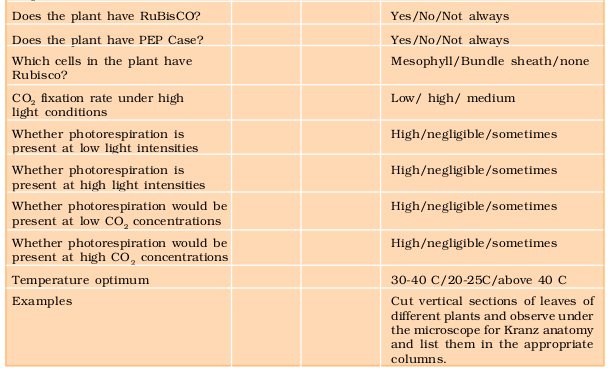 Does the plant have RuBisCO? Yes/No/Not always
Does the plant have PEP Case? Yes/No/Not always
Which cells in the plant have Mesophyll/Bundle sheath/none
Rubisco?
CO₂ fixation rate under high Low/ high/ medium
light conditions
Whether photorespiration is High/negligible/sometimes
present at low light intensities
Whether photorespiration is High/negligible/sometimes
present at high light intensities
Whether photorespiration would be High/negligible/sometimes
present at low CO₂ concentrations
Whether photorespiration would be High/negligible/sometimes
present at high CO₂ concentrations
Temperature optimum 30-40 C/20-25C/above 40 C
Examples Cut vertical sections of leaves of
different plants and observe under
the microscope for Kranz anatomy
and list them in the appropriate
columns.